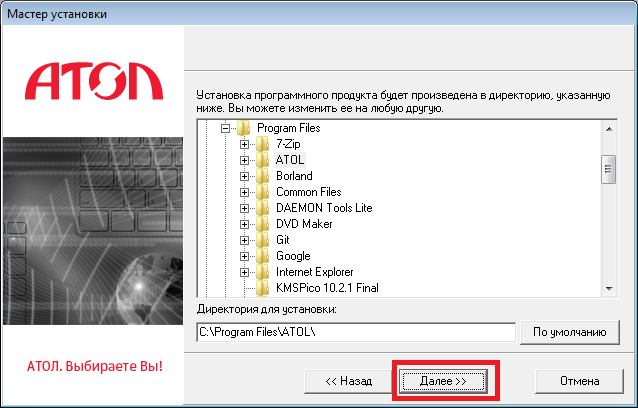 Мастер установки
АТОЛ
Установка программного продукта будет произведена в директорию, указанную
ниже. Вы можете изменить ее на любую другую.
Program Files
7-Zip
ATOL
Borland
Common Files
DAEMON Tools Lite
DVD Maker
Git
Google
Internet Explorer
KMSPico 10.2.1 Final
Директория для установки:
C:\Program Files\ATOL\
По умолчанию
АТОЛ. Выбираете Вы!
<< Назад
Далее >>
Отмена